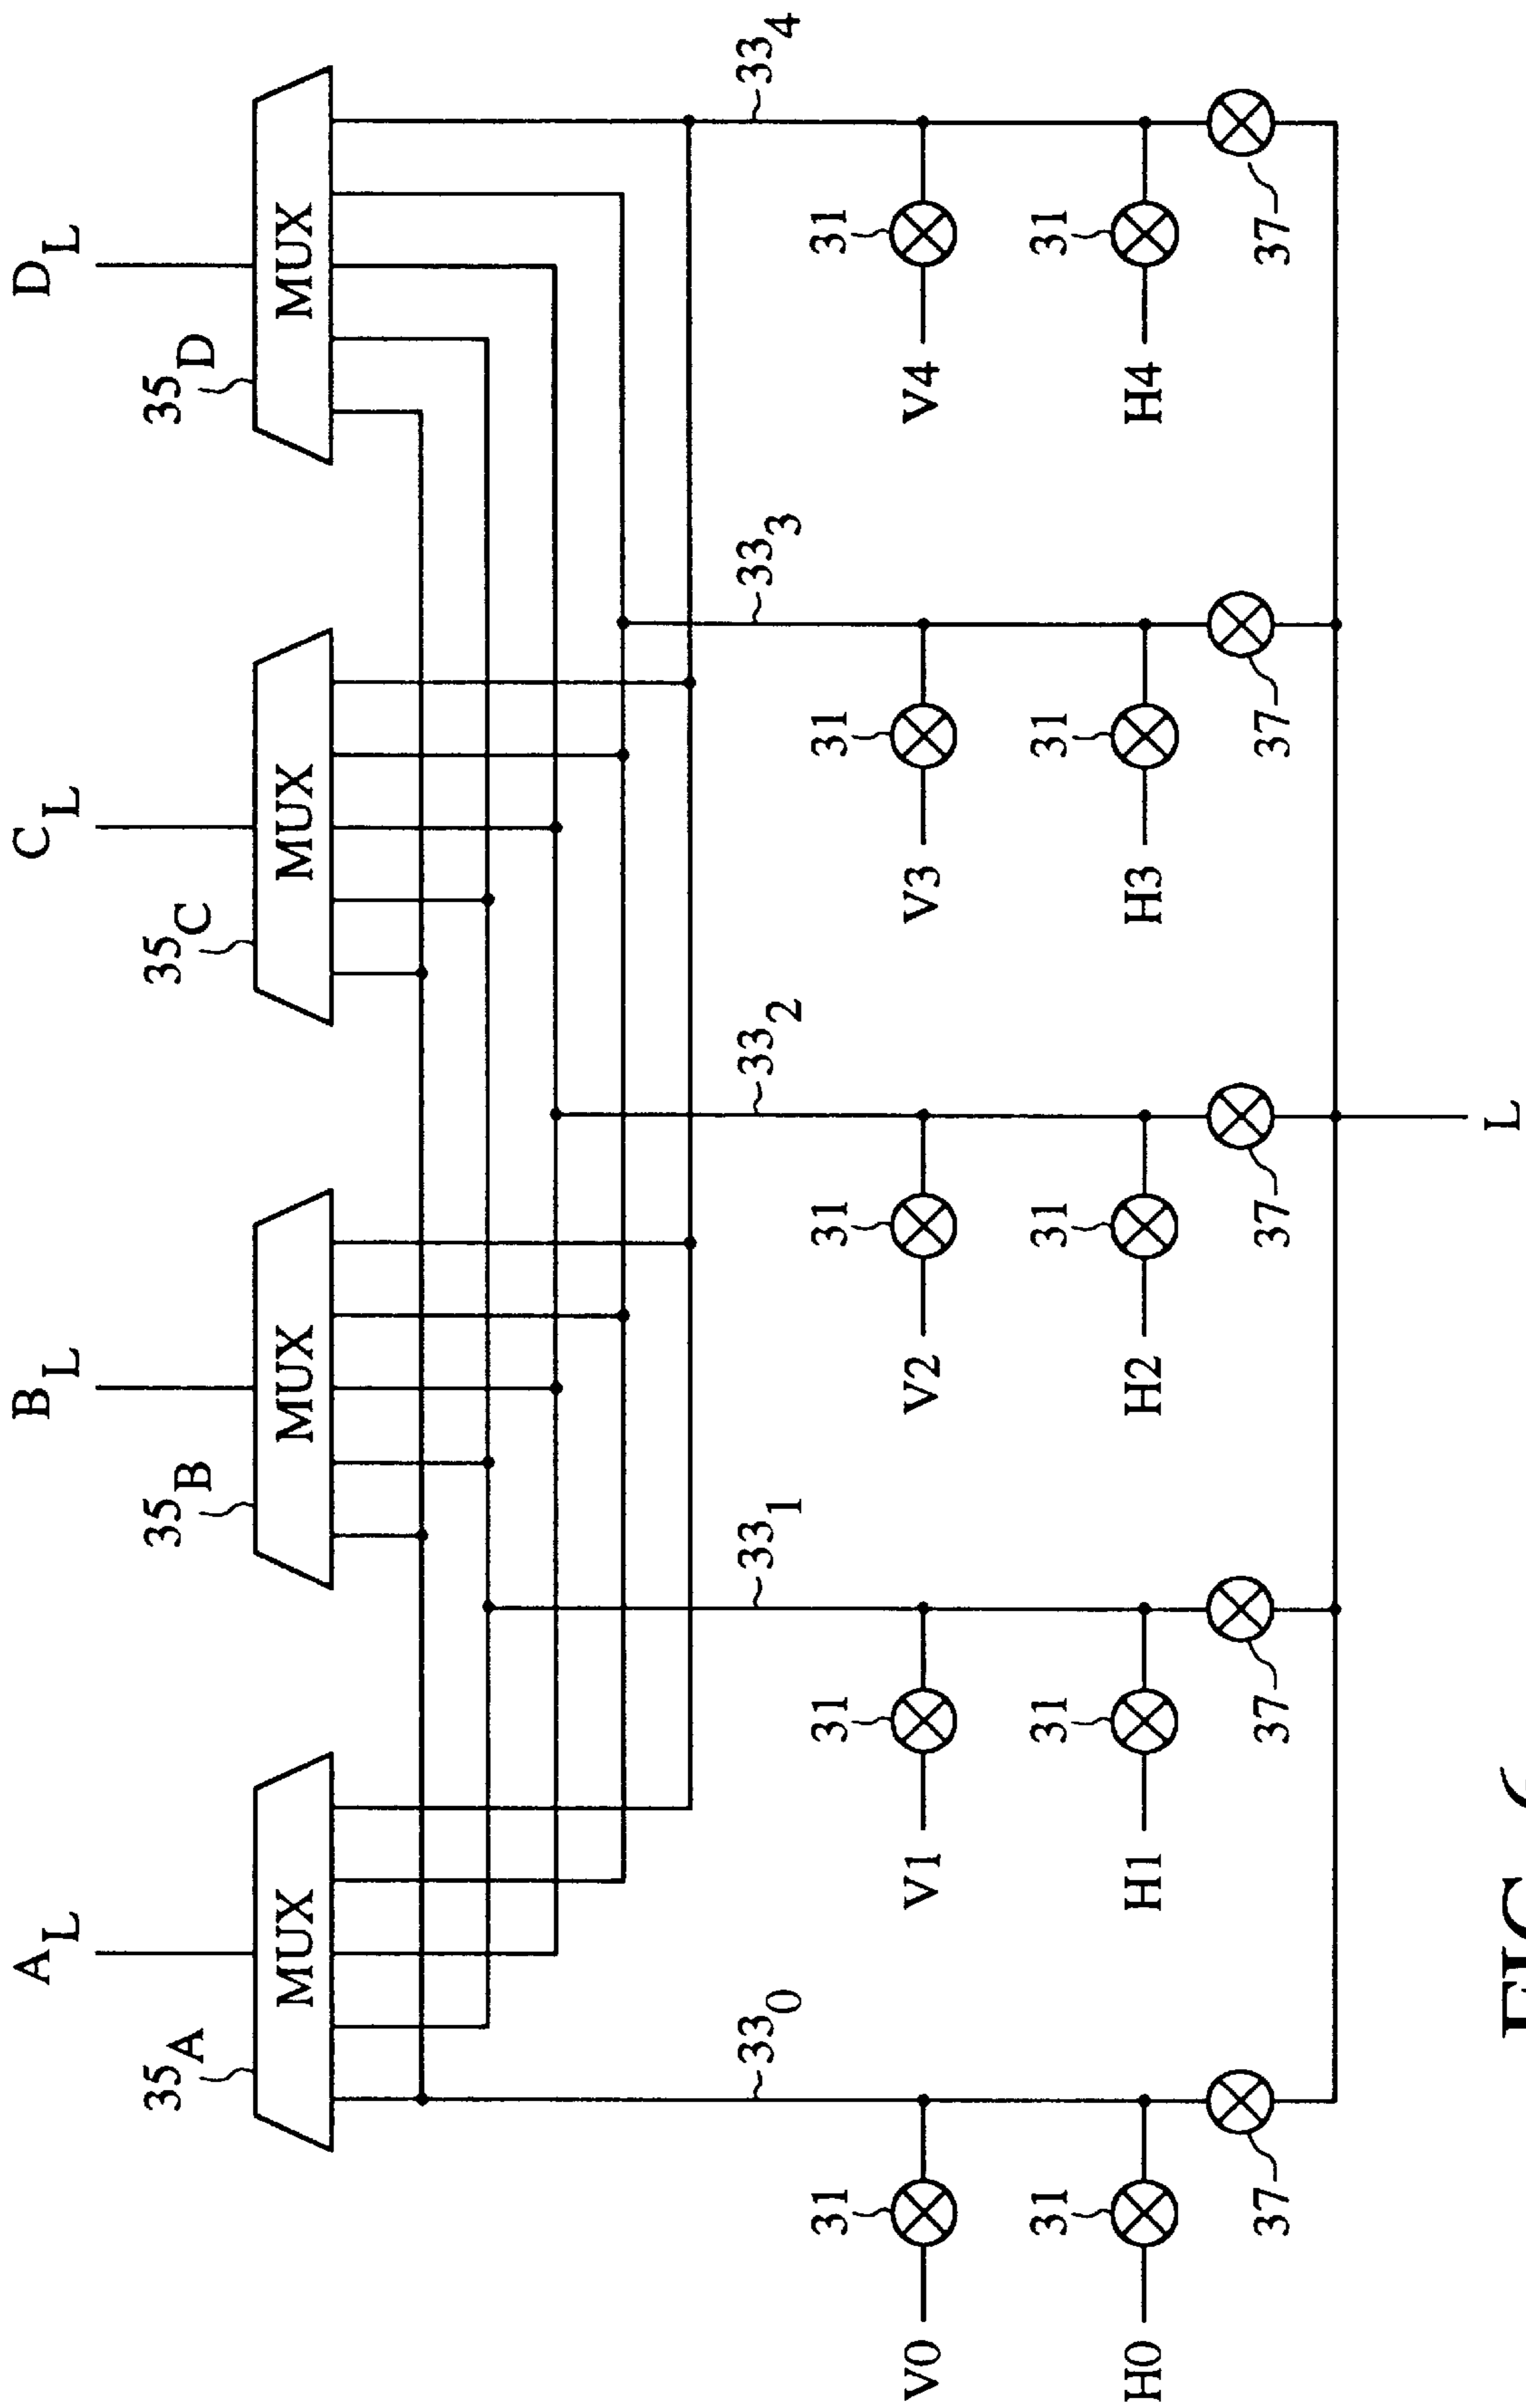 A_L B_L C_L D_L
35_A 35_B 35_C 35_D
MUX MUX MUX MUX
33_0 33_1 33_2 33_3 33_4
31 31 31 31 31
V0 V1 V2 V3 V4
31 31 31 31 31
H0 H1 H2 H3 H4
37 37 37 37 37
L